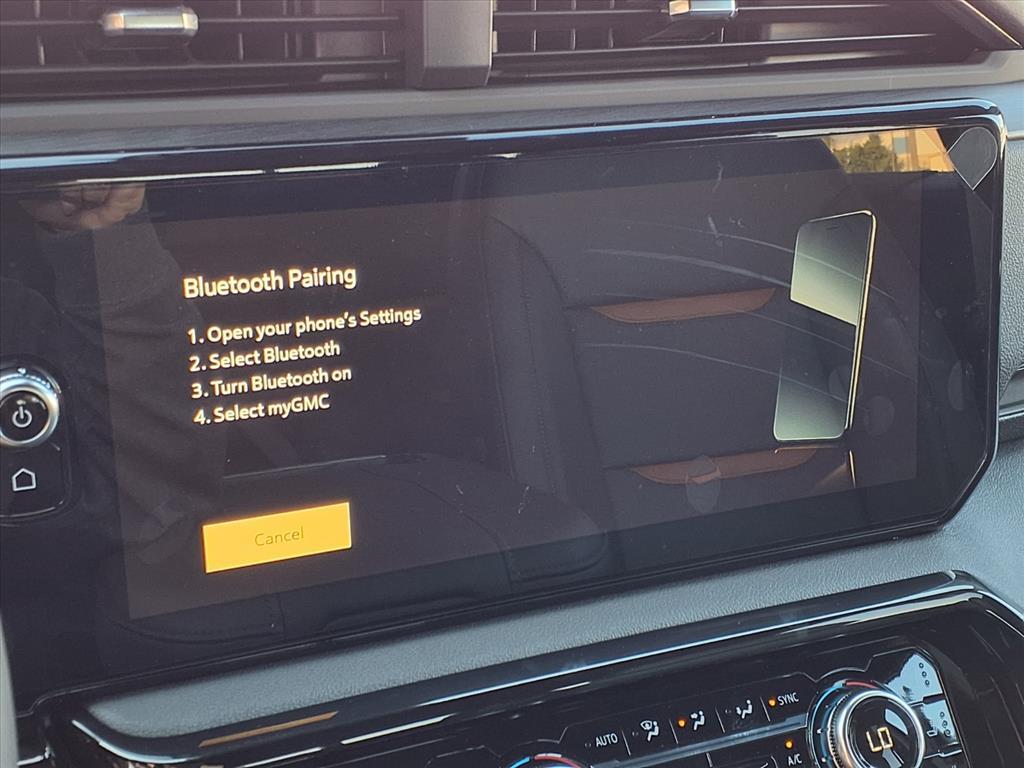 Bluetooth Pairing
1. Open your phone's Settings
2. Select Bluetooth
3. Turn Bluetooth on
4. Select myGMC
Cancel
AUTO
SYNC
A/C
LO